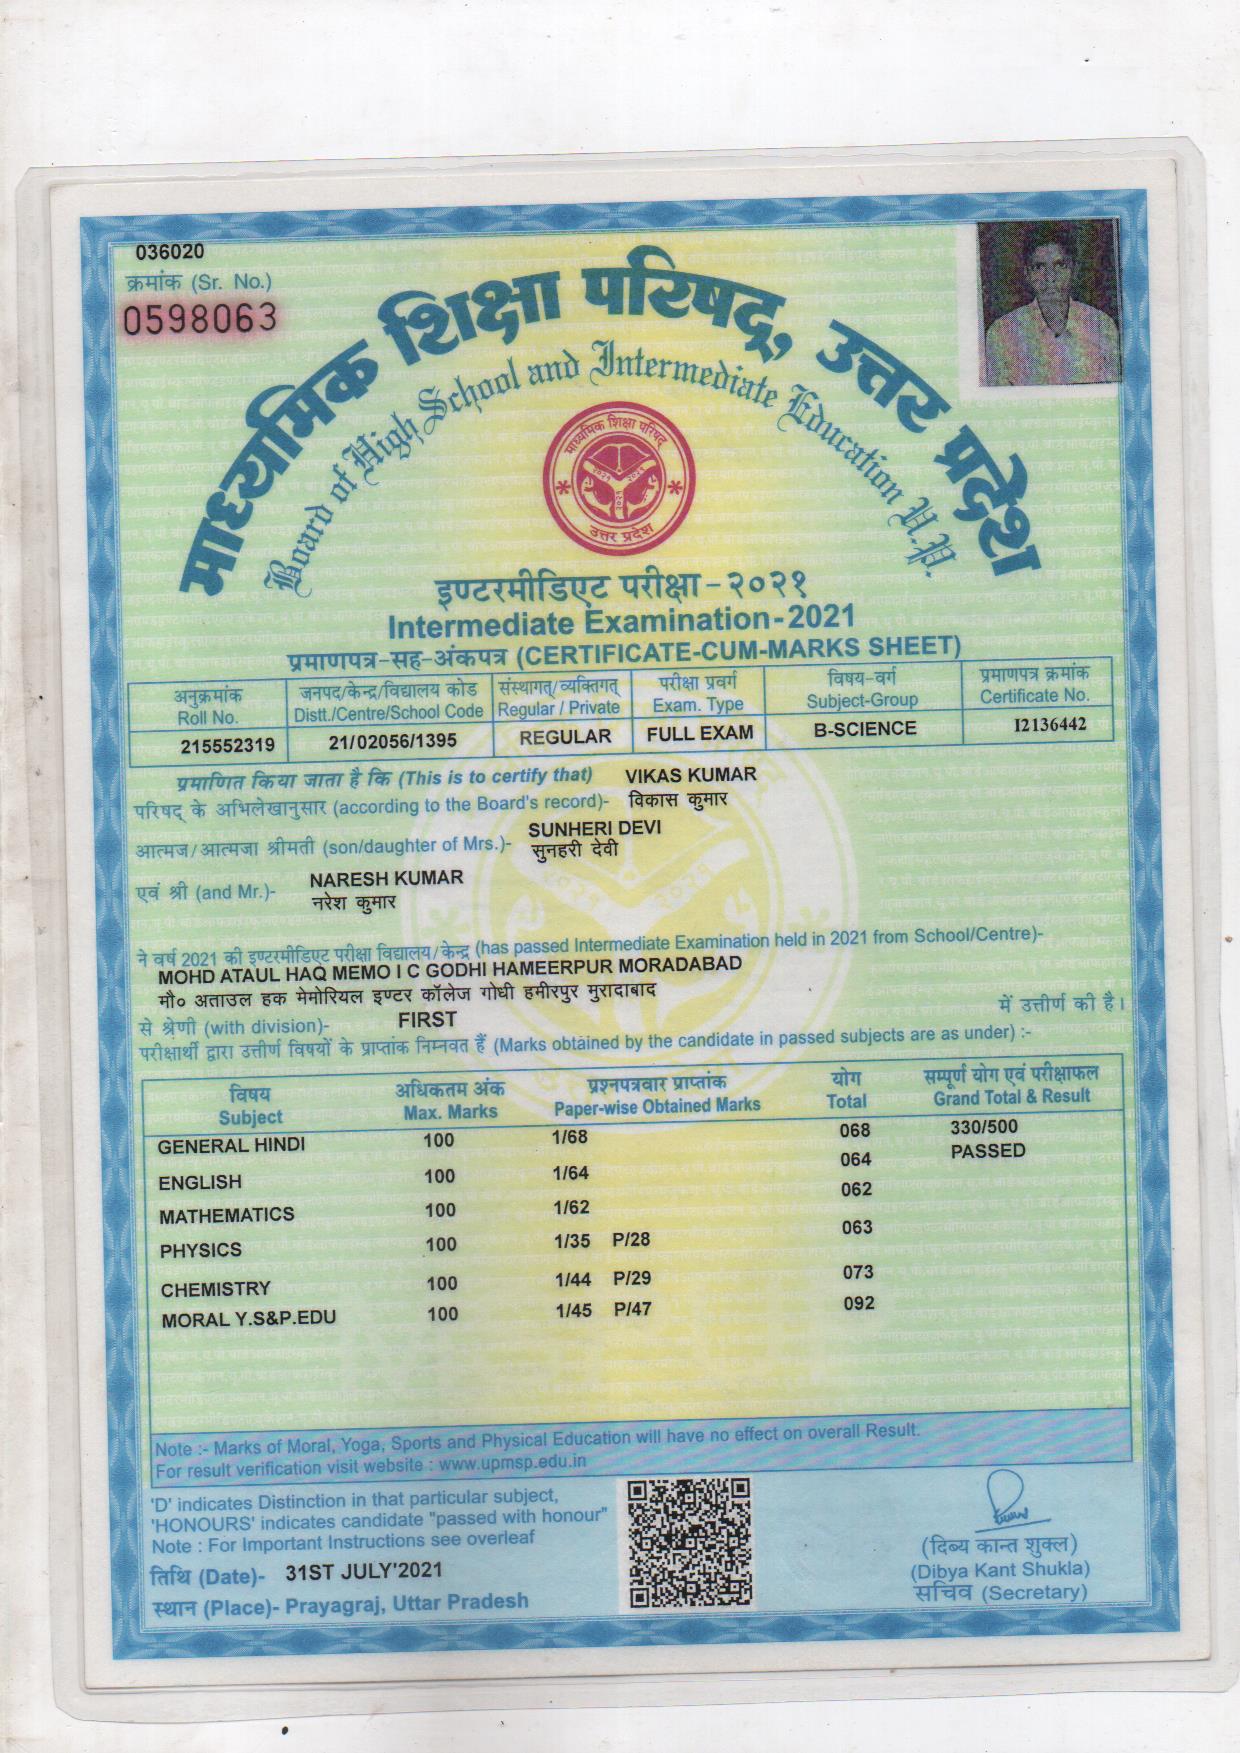 036020
क्रमांक (Sr. No.)
0598063
माध्यमिक शिक्षा परिषद्, उत्तर प्रदेश
Board of High School and Intermediate Education U.P.
माध्यमिक शिक्षा परिषद्
२०२१ २०२१
२०२१
उत्तर प्रदेश
इण्टरमीडिएट परीक्षा-२०२१
Intermediate Examination-2021
प्रमाणपत्र-सह-अंकपत्र (CERTIFICATE-CUM-MARKS SHEET)
अनुक्रमांक जनपद/केन्द्र/विद्यालय कोड संस्थागत/व्यक्तिगत परीक्षा प्रवर्ग विषय-वर्ग प्रमाणपत्र क्रमांक
Roll No. Distt./Centre/School Code Regular / Private Exam. Type Subject-Group Certificate No.
215552319 21/02056/1395 REGULAR FULL EXAM B-SCIENCE I2136442
प्रमाणित किया जाता है कि (This is to certify that) VIKAS KUMAR
परिषद् के अभिलेखानुसार (according to the Board's record)- विकास कुमार
SUNHERI DEVI
आत्मज/आत्मजा श्रीमती (son/daughter of Mrs.)- सुनहरी देवी
NARESH KUMAR
एवं श्री (and Mr.)- नरेश कुमार
ने वर्ष 2021 की इण्टरमीडिएट परीक्षा विद्यालय/केन्द्र (has passed Intermediate Examination held in 2021 from School/Centre)-
MOHD ATAUL HAQ MEMO I C GODHI HAMEERPUR MORADABAD
मौ० अताउल हक मेमोरियल इण्टर कॉलेज गोधी हमीरपुर मुरादाबाद
में उत्तीर्ण की है।
से श्रेणी (with division)- FIRST
परीक्षार्थी द्वारा उत्तीर्ण विषयों के प्राप्तांक निम्नवत हैं (Marks obtained by the candidate in passed subjects are as under) :-
विषय अधिकतम अंक प्रश्नपत्रवार प्राप्तांक योग सम्पूर्ण योग एवं परीक्षाफल
Subject Max. Marks Paper-wise Obtained Marks Total Grand Total & Result
GENERAL HINDI 100 1/68 068 330/500
PASSED
ENGLISH 100 1/64 064
MATHEMATICS 100 1/62 062
PHYSICS 100 1/35 P/28 063
CHEMISTRY 100 1/44 P/29 073
MORAL Y.S&P.EDU 100 1/45 P/47 092
Note :- Marks of Moral, Yoga, Sports and Physical Education will have no effect on overall Result.
For result verification visit website : www.upmsp.edu.in
'D' indicates Distinction in that particular subject,
'HONOURS' indicates candidate "passed with honour"
Note : For Important Instructions see overleaf
तिथि (Date)- 31ST JULY'2021
स्थान (Place)- Prayagraj, Uttar Pradesh
(दिब्य कान्त शुक्ल)
(Dibya Kant Shukla)
सचिव (Secretary)